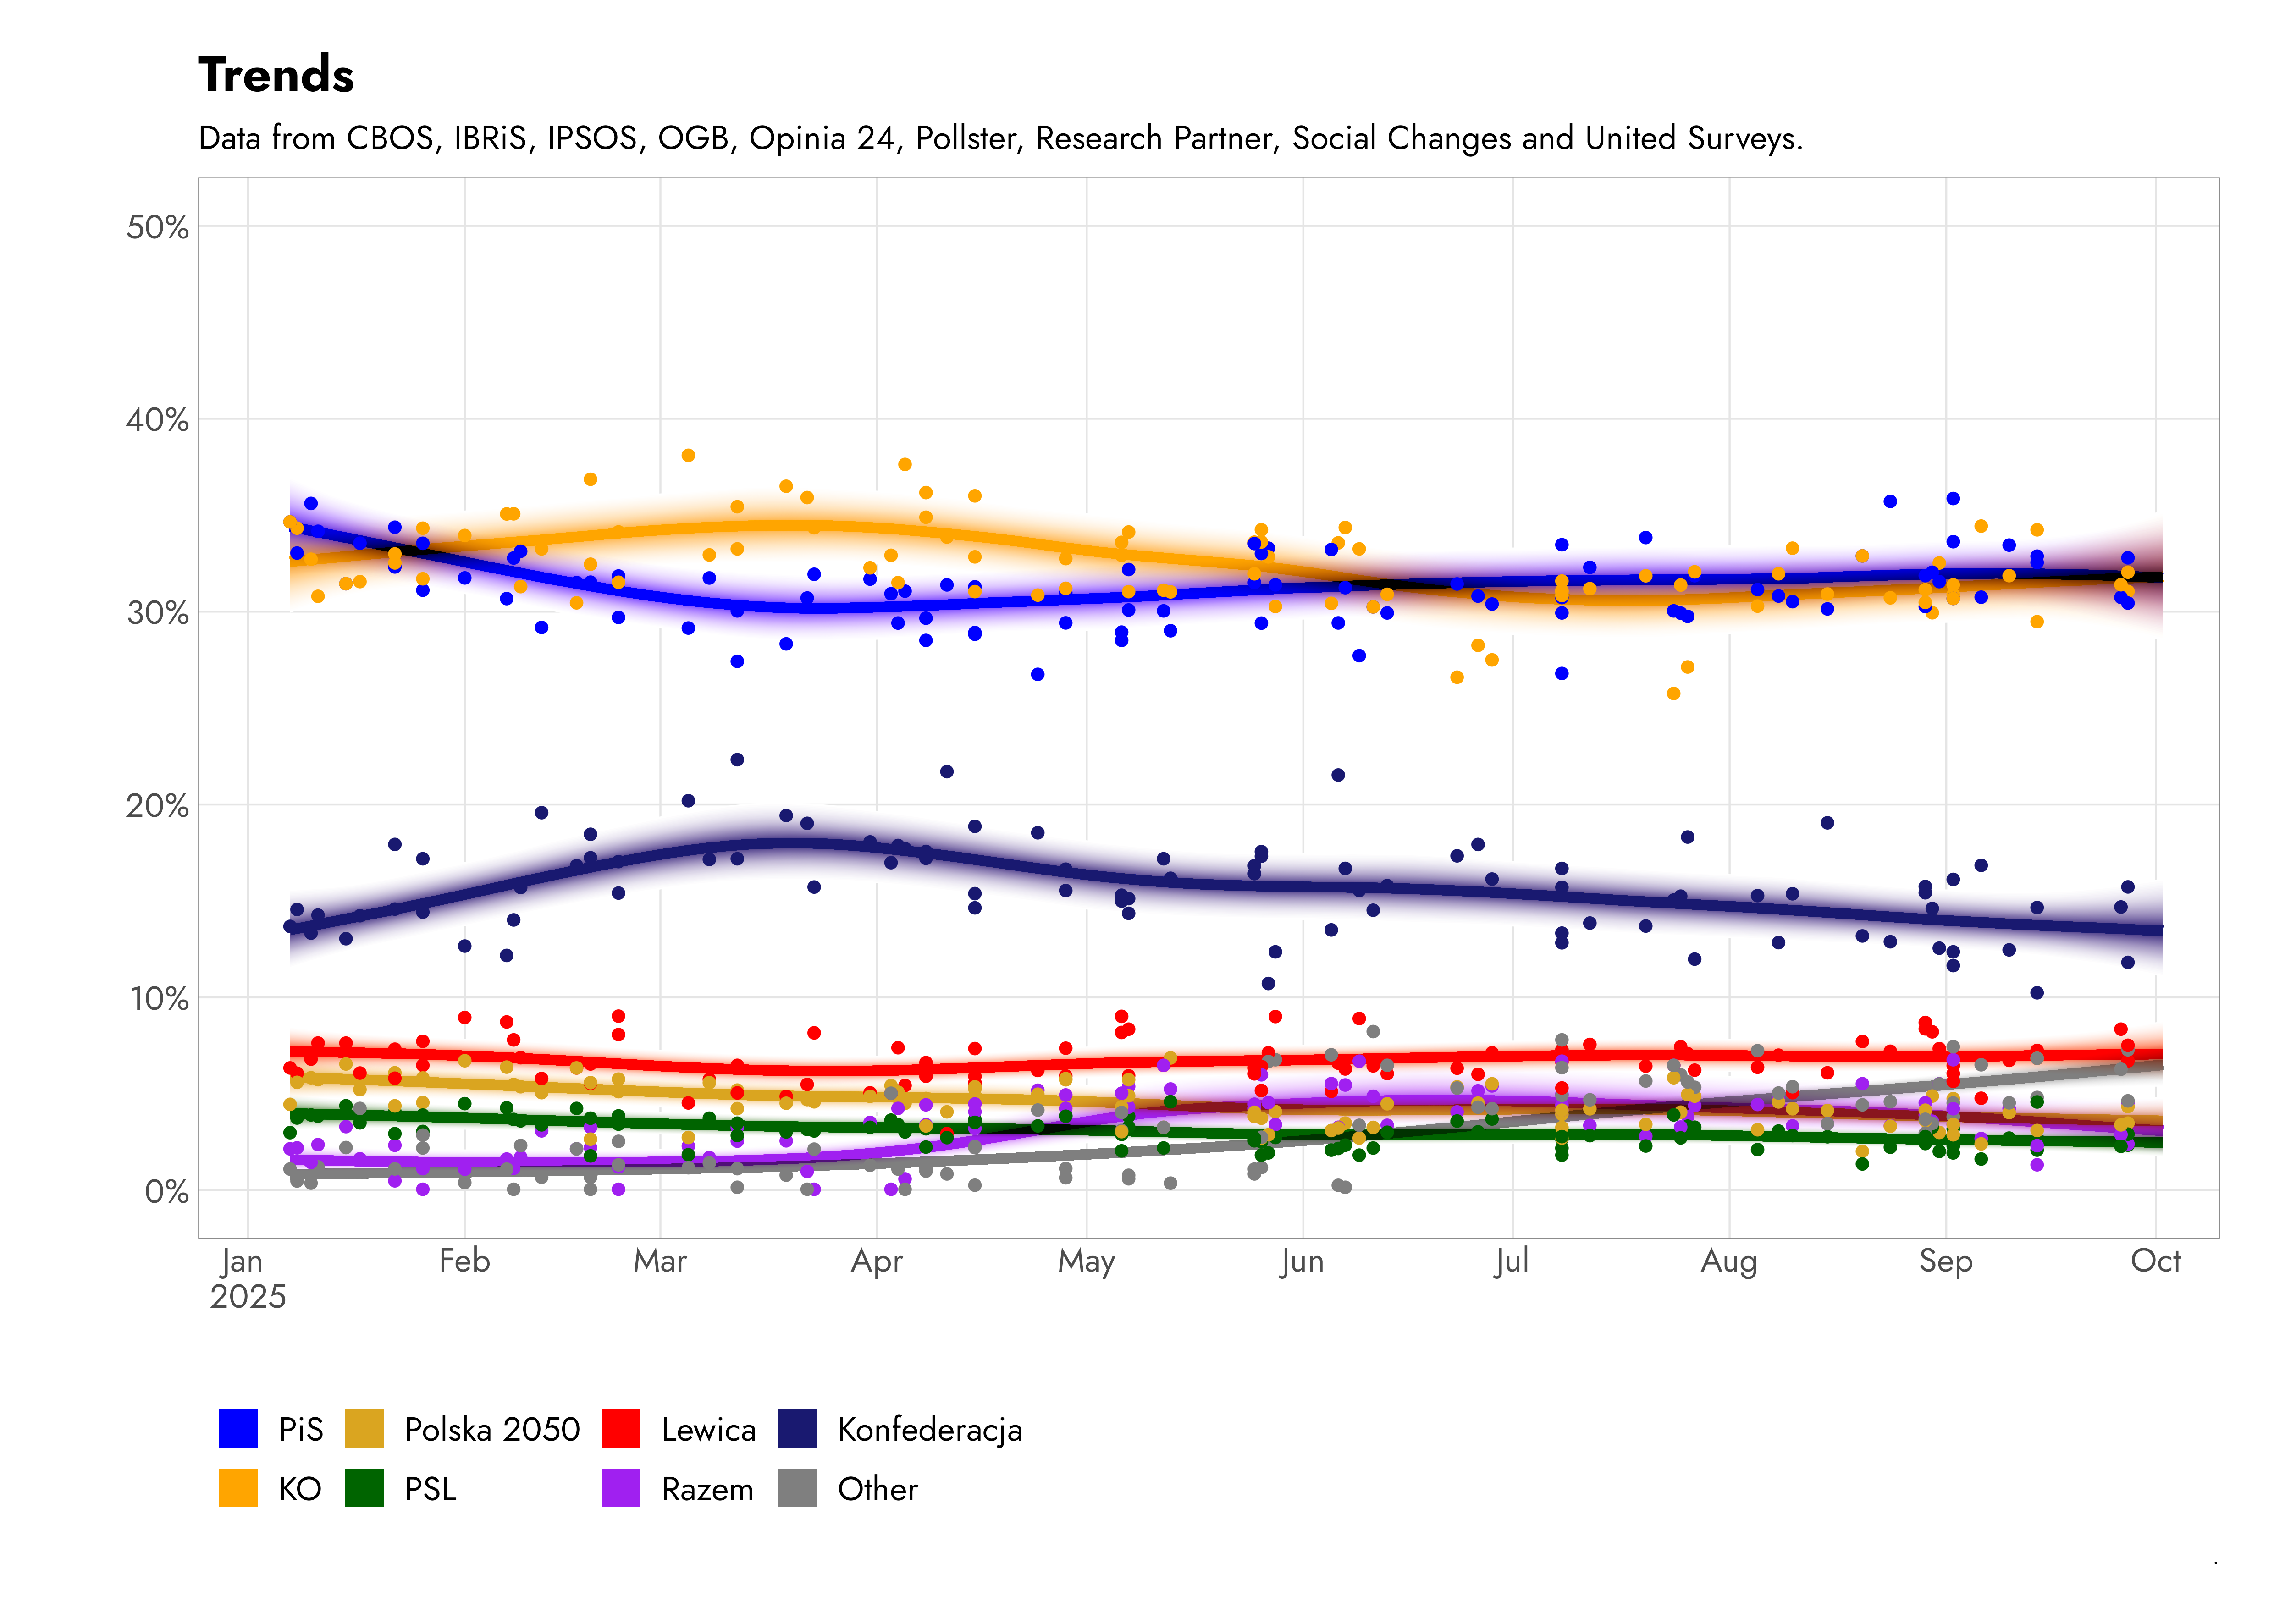 Trends
Data from CBOS, IBRiS, IPSOS, OGB, Opinia 24, Pollster, Research Partner, Social Changes and United Surveys.
50%
40%
30%
20%
10%
0%
Jan Feb Mar Apr May Jun Jul Aug Sep Oct
2025
PiS Polska 2050 Lewica Konfederacja
KO PSL Razem Other
.